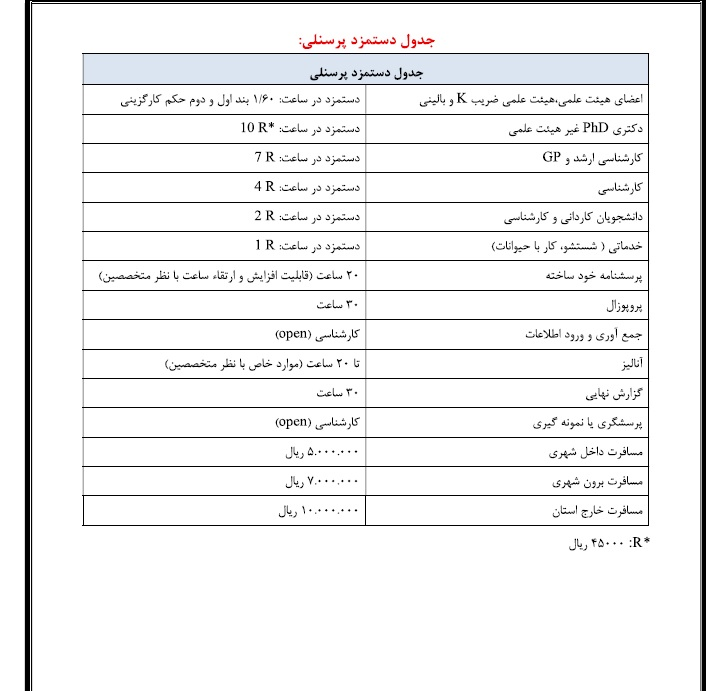 جدول دستمزد پرسنلی:
جدول دستمزد پرسنلی
اعضای هیئت علمی،هیئت علمی ضریب K و بالینی دستمزد در ساعت: ۱/۶۰ بند اول و دوم حکم کارگزینی
دکتری PhD غیر هیئت علمی دستمزد در ساعت: 10 R*
کارشناسی ارشد و GP دستمزد در ساعت: 7 R
کارشناسی دستمزد در ساعت: 4 R
دانشجویان کاردانی و کارشناسی دستمزد در ساعت: 2 R
خدماتی ( شستشو، کار با حیوانات) دستمزد در ساعت: 1 R
پرسشنامه خود ساخته ۲۰ ساعت (قابلیت افزایش و ارتقاء ساعت با نظر متخصصین)
پروپوزال ۳۰ ساعت
جمع آوری و ورود اطلاعات کارشناسی (open)
آنالیز تا ۲۰ ساعت (موارد خاص با نظر متخصصین)
گزارش نهایی ۳۰ ساعت
پرسشگری یا نمونه گیری کارشناسی (open)
مسافرت داخل شهری ۵.۰۰۰.۰۰۰ ریال
مسافرت برون شهری ۷.۰۰۰.۰۰۰ ریال
مسافرت خارج استان ۱۰.۰۰۰.۰۰۰ ریال
*R: ۴۵۰۰۰ ریال